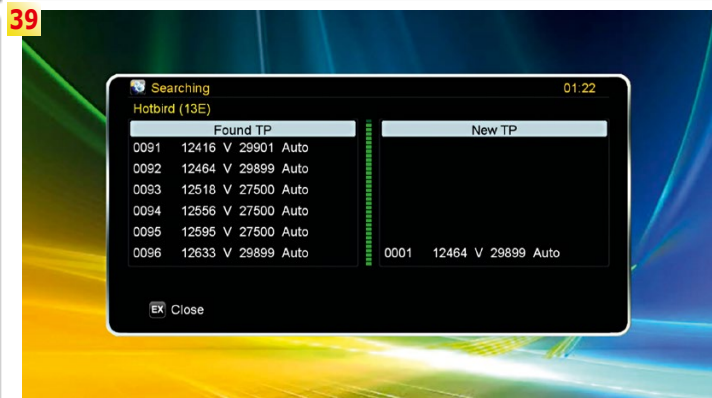 39
Searching 01:22
Hotbird (13E)
Found TP New TP
0091 12416 V 29901 Auto
0092 12464 V 29899 Auto
0093 12518 V 27500 Auto
0094 12556 V 27500 Auto
0095 12595 V 27500 Auto
0096 12633 V 29899 Auto 0001 12464 V 29899 Auto
EX Close